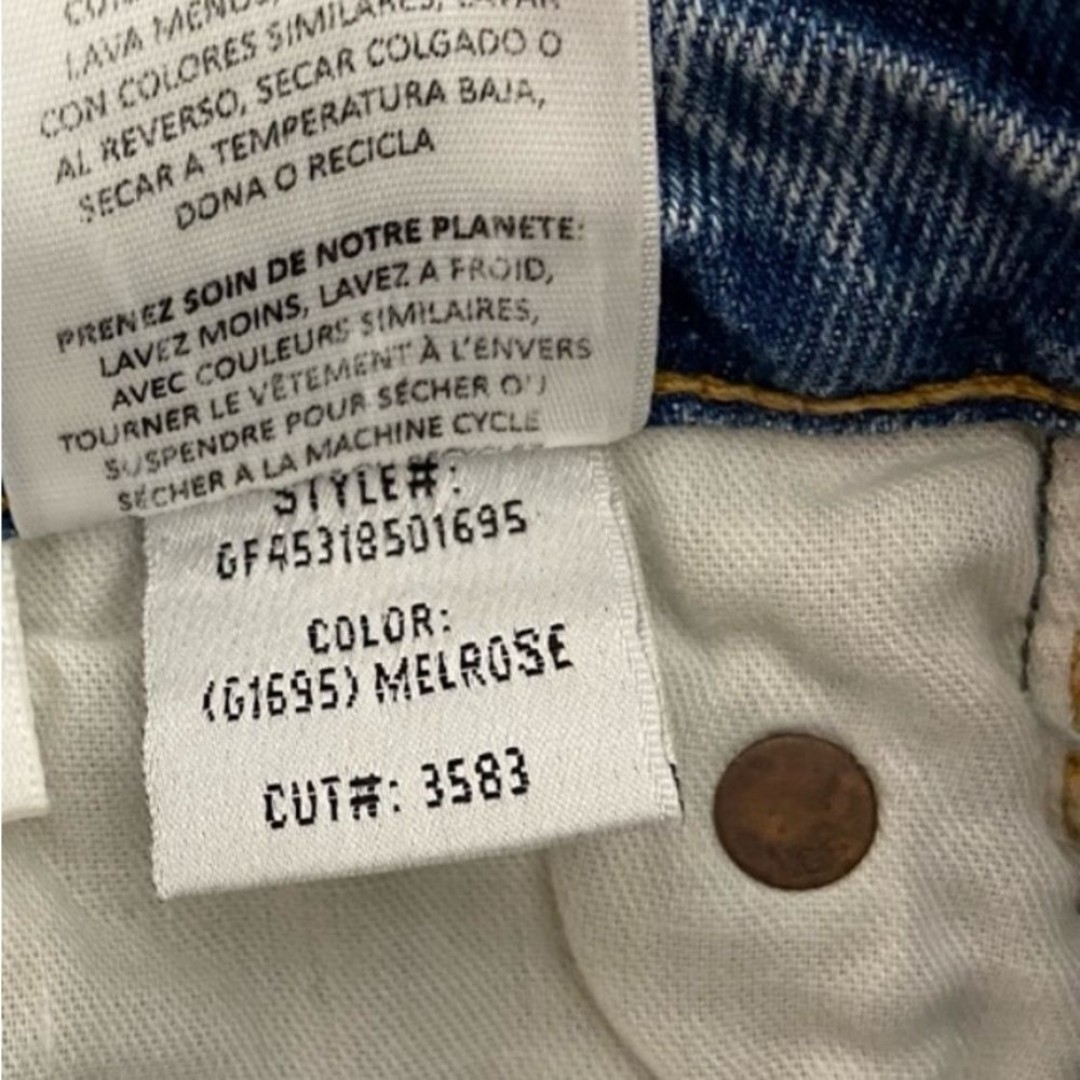 LAVA MENOS,
CON COLORES SIMILARES, LAVAR
AL REVERSO, SECAR COLGADO O
SECAR A TEMPERATURA BAJA,
DONA O RECICLA
PRENEZ SOIN DE NOTRE PLANETE:
LAVEZ MOINS, LAVEZ A FROID,
AVEC COULEURS SIMILAIRES,
TOURNER LE VÊTEMENT À L'ENVERS
SUSPENDRE POUR SÉCHER OU
SÉCHER A LA MACHINE CYCLE
STYLE#:
GF45318501695
COLOR:
(G1695) MELROSE
CUT#: 3583